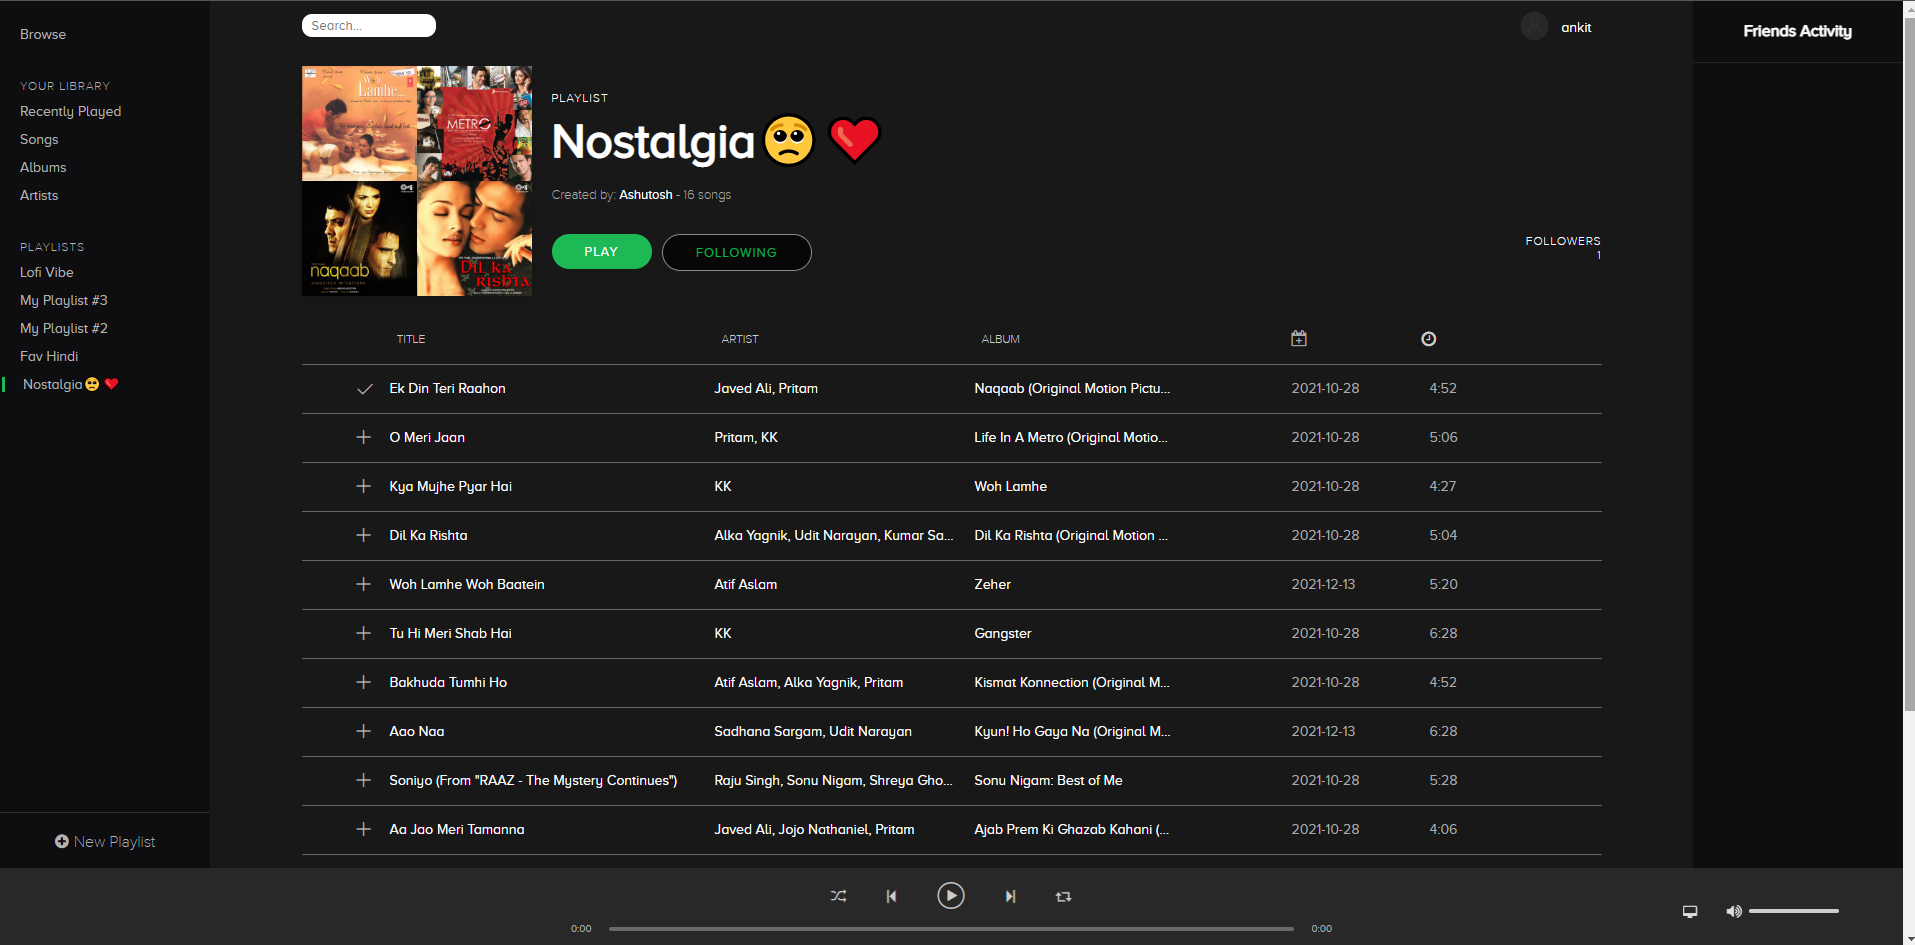 Browse
YOUR LIBRARY
Recently Played
Songs
Albums
Artists
PLAYLISTS
Lofi Vibe
My Playlist #3
My Playlist #2
Fav Hindi
Nostalgia🥺 ❤️
New Playlist
Search...
ankit
Woh
Lamhe...
METRO
naqaab
DIL Ka
RISHTA
PLAYLIST
Nostalgia🥺 ❤️
Created by: Ashutosh - 16 songs
PLAY FOLLOWING
FOLLOWERS
1
TITLE ARTIST ALBUM
Ek Din Teri Raahon Javed Ali, Pritam Naqaab (Original Motion Pictu... 2021-10-28 4:52
O Meri Jaan Pritam, KK Life In A Metro (Original Motio... 2021-10-28 5:06
Kya Mujhe Pyar Hai KK Woh Lamhe 2021-10-28 4:27
Dil Ka Rishta Alka Yagnik, Udit Narayan, Kumar Sa... Dil Ka Rishta (Original Motion ... 2021-10-28 5:04
Woh Lamhe Woh Baatein Atif Aslam Zeher 2021-12-13 5:20
Tu Hi Meri Shab Hai KK Gangster 2021-10-28 6:28
Bakhuda Tumhi Ho Atif Aslam, Alka Yagnik, Pritam Kismat Konnection (Original M... 2021-10-28 4:52
Aao Naa Sadhana Sargam, Udit Narayan Kyun! Ho Gaya Na (Original M... 2021-12-13 6:28
Soniyo (From "RAAZ - The Mystery Continues") Raju Singh, Sonu Nigam, Shreya Gho... Sonu Nigam: Best of Me 2021-10-28 5:28
Aa Jao Meri Tamanna Javed Ali, Jojo Nathaniel, Pritam Ajab Prem Ki Ghazab Kahani (... 2021-10-28 4:06
Friends Activity
0:00 0:00